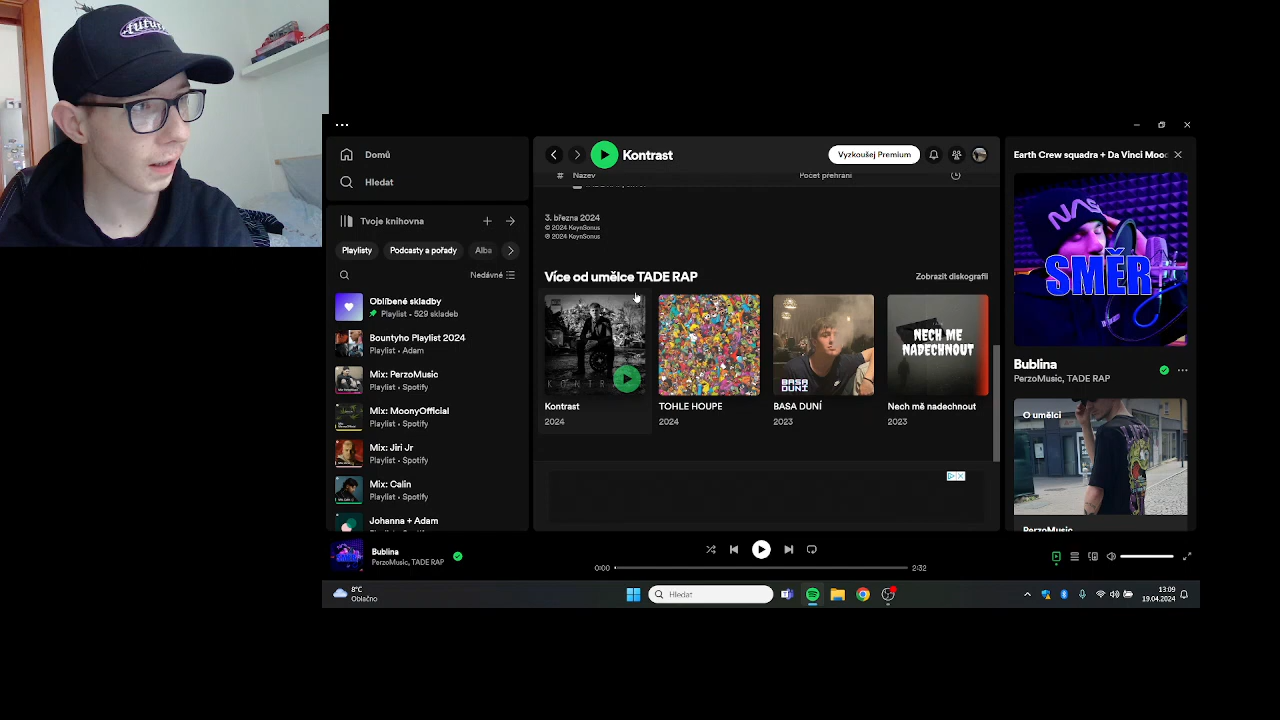 future
Domů
Hledat
Tvoje knihovna
Playlisty
Podcasty a pořady
Alba
Nedávné
Oblíbené skladby
Playlist • 529 skladeb
Bountyho Playlist 2024
Playlist • Adam
Mix: PerzoMusic
Playlist • Spotify
Mix: MoonyOfficial
Playlist • Spotify
Mix: Jiri Jr
Playlist • Spotify
Mix: Calin
Playlist • Spotify
Johanna + Adam
Kontrast
Vyzkoušej Premium
# Název
Počet přehrání
3. března 2024
© 2024 KeynSonus
℗ 2024 KeynSonus
Více od umělce TADE RAP
Zobrazit diskografii
KONTRAST
Kontrast
2024
TOHLE HOUPE
2024
BASA DUNÍ
BASA DUNÍ
2023
NECH MĚ NADECHNOUT
Nech mě nadechnout
2023
Earth Crew squadra + Da Vinci Moo
NAS
SMĚR
Bublina
PerzoMusic, TADE RAP
O umělci
PerzoMusic
Bublina
PerzoMusic, TADE RAP
0:00
2:32
8°C
Oblačno
Hledat
13:09
19.04.2024